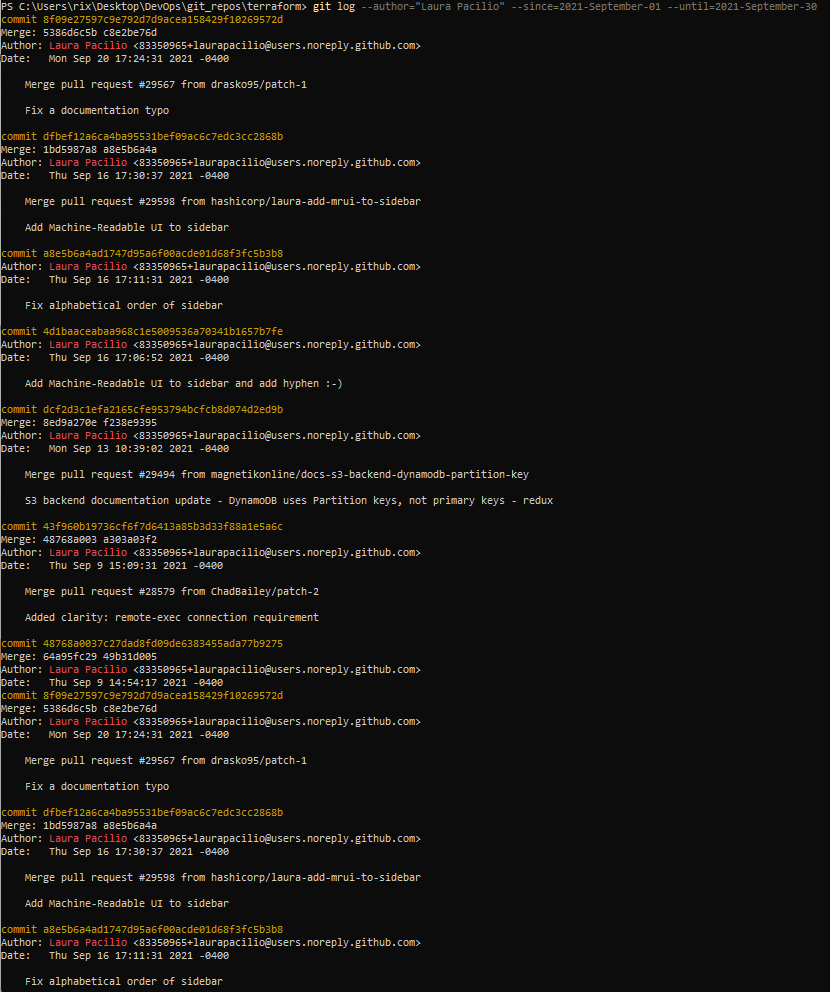 PS C:\Users\rix\Desktop\DevOps\git_repos\terraform> git log --author="Laura Pacilio" --since=2021-September-01 --until=2021-September-30
commit 8f09e27597c9e792d7d9acea158429f10269572d
Merge: 5386d6c5b c8e2be76d
Author: Laura Pacilio <83350965+laurapacilio@users.noreply.github.com>
Date:   Mon Sep 20 17:24:31 2021 -0400
Merge pull request #29567 from drasko95/patch-1
Fix a documentation typo
commit dfbef12a6ca4ba95531bef09ac6c7edc3cc2868b
Merge: 1bd5987a8 a8e5b6a4a
Author: Laura Pacilio <83350965+laurapacilio@users.noreply.github.com>
Date:   Thu Sep 16 17:30:37 2021 -0400
Merge pull request #29598 from hashicorp/laura-add-mrui-to-sidebar
Add Machine-Readable UI to sidebar
commit a8e5b6a4ad1747d95a6f00acde01d68f3fc5b3b8
Author: Laura Pacilio <83350965+laurapacilio@users.noreply.github.com>
Date:   Thu Sep 16 17:11:31 2021 -0400
Fix alphabetical order of sidebar
commit 4d1baaceabaa968c1e5009536a70341b1657b7fe
Author: Laura Pacilio <83350965+laurapacilio@users.noreply.github.com>
Date:   Thu Sep 16 17:06:52 2021 -0400
Add Machine-Readable UI to sidebar and add hyphen :-)
commit dcf2d3c1efa2165cfe953794bcfcb8d074d2ed9b
Merge: 8ed9a270e f238e9395
Author: Laura Pacilio <83350965+laurapacilio@users.noreply.github.com>
Date:   Mon Sep 13 10:39:02 2021 -0400
Merge pull request #29494 from magnetikonline/docs-s3-backend-dynamodb-partition-key
S3 backend documentation update - DynamoDB uses Partition keys, not primary keys - redux
commit 43f960b19736cf6f7d6413a85b3d33f88a1e5a6c
Merge: 48768a003 a303a03f2
Author: Laura Pacilio <83350965+laurapacilio@users.noreply.github.com>
Date:   Thu Sep 9 15:09:31 2021 -0400
Merge pull request #28579 from ChadBailey/patch-2
Added clarity: remote-exec connection requirement
commit 48768a0037c27dad8fd09de6383455ada77b9275
Merge: 64a95fc29 49b31d005
Author: Laura Pacilio <83350965+laurapacilio@users.noreply.github.com>
Date:   Thu Sep 9 14:54:17 2021 -0400
commit 8f09e27597c9e792d7d9acea158429f10269572d
Merge: 5386d6c5b c8e2be76d
Author: Laura Pacilio <83350965+laurapacilio@users.noreply.github.com>
Date:   Mon Sep 20 17:24:31 2021 -0400
Merge pull request #29567 from drasko95/patch-1
Fix a documentation typo
commit dfbef12a6ca4ba95531bef09ac6c7edc3cc2868b
Merge: 1bd5987a8 a8e5b6a4a
Author: Laura Pacilio <83350965+laurapacilio@users.noreply.github.com>
Date:   Thu Sep 16 17:30:37 2021 -0400
Merge pull request #29598 from hashicorp/laura-add-mrui-to-sidebar
Add Machine-Readable UI to sidebar
commit a8e5b6a4ad1747d95a6f00acde01d68f3fc5b3b8
Author: Laura Pacilio <83350965+laurapacilio@users.noreply.github.com>
Date:   Thu Sep 16 17:11:31 2021 -0400
Fix alphabetical order of sidebar